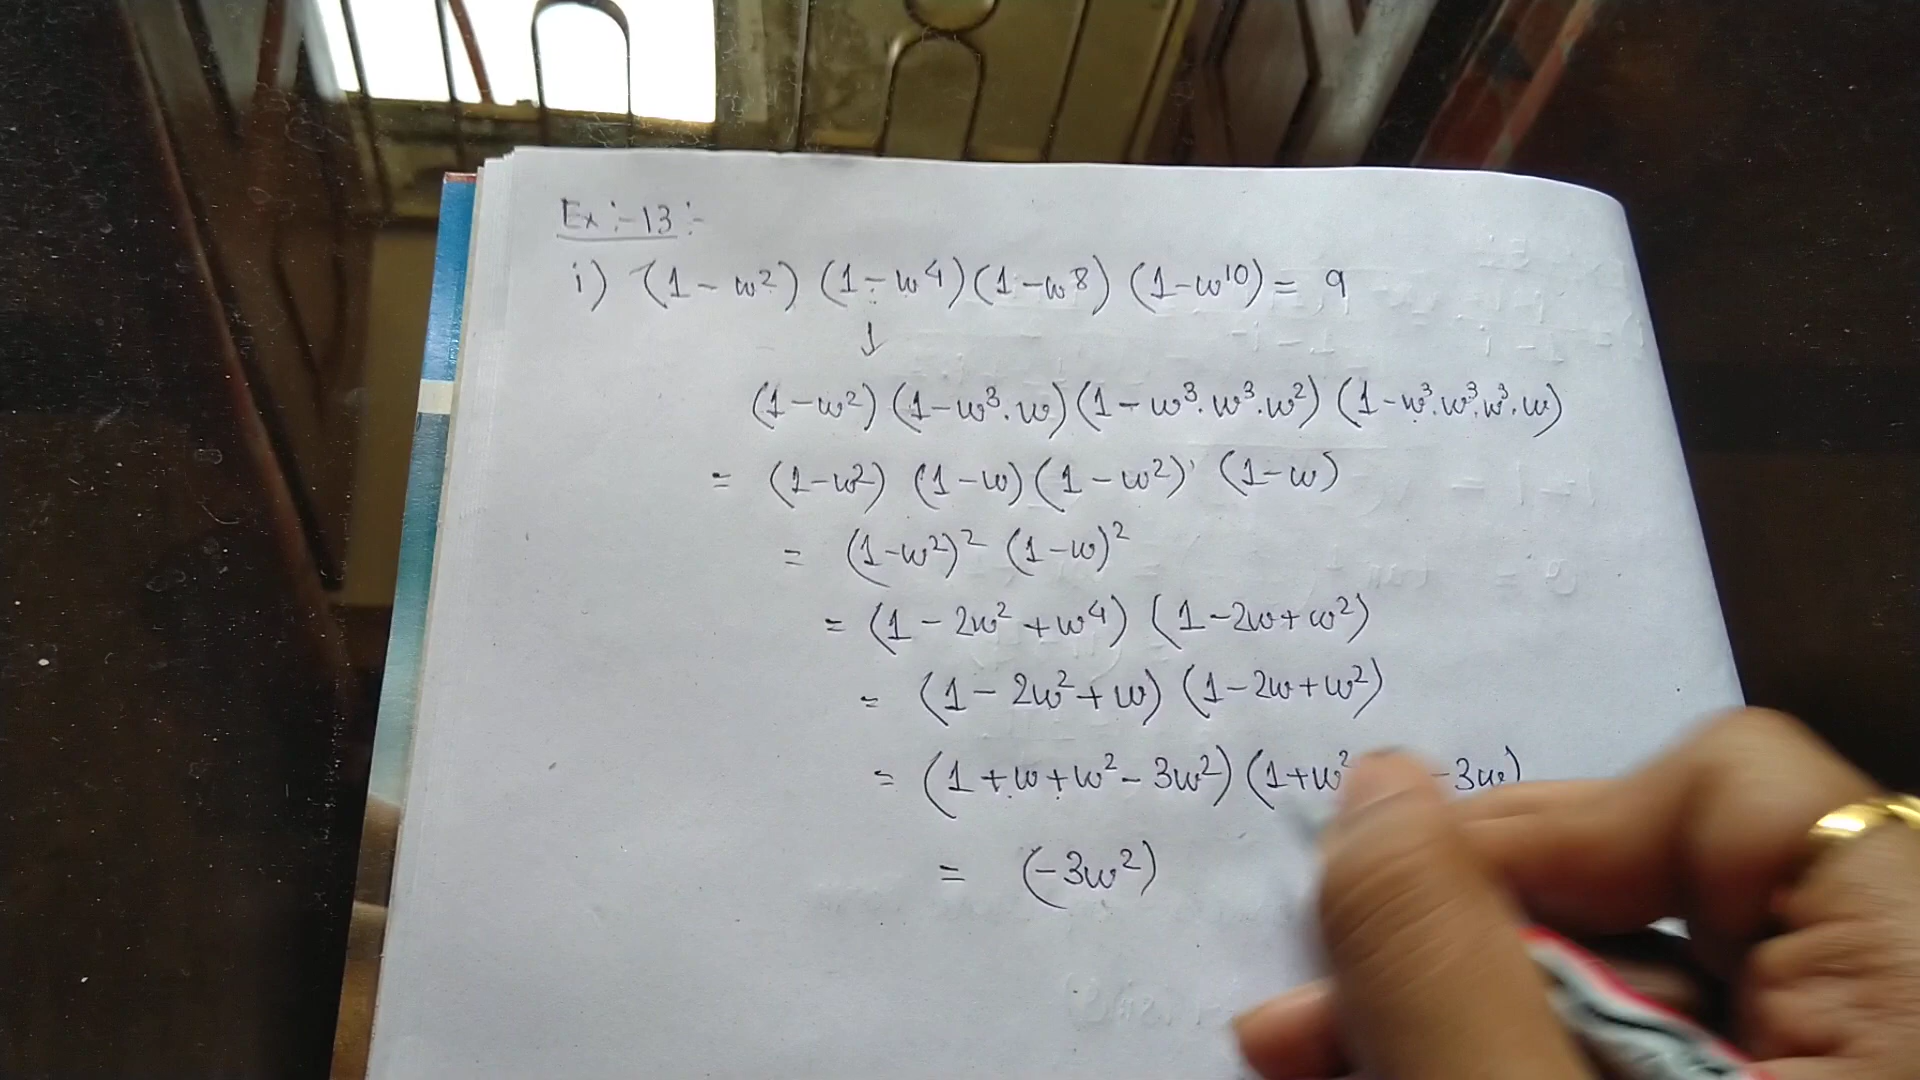 Ex :- 13 :-
i) (1 - w²) (1 - w⁴) (1 - w⁸) (1 - w¹⁰) = 9
↓
(1 - w²) (1 - w³. w) (1 - w³. w³. w²) (1 - w³. w³. w³. w)
= (1 - w²) (1 - w) (1 - w²) (1 - w)
= (1 - w²)² (1 - w)²
= (1 - 2w² + w⁴) (1 - 2w + w²)
= (1 - 2w² + w) (1 - 2w + w²)
= (1 + w + w² - 3w²) (1 + w² - 3w)
= (-3w²)